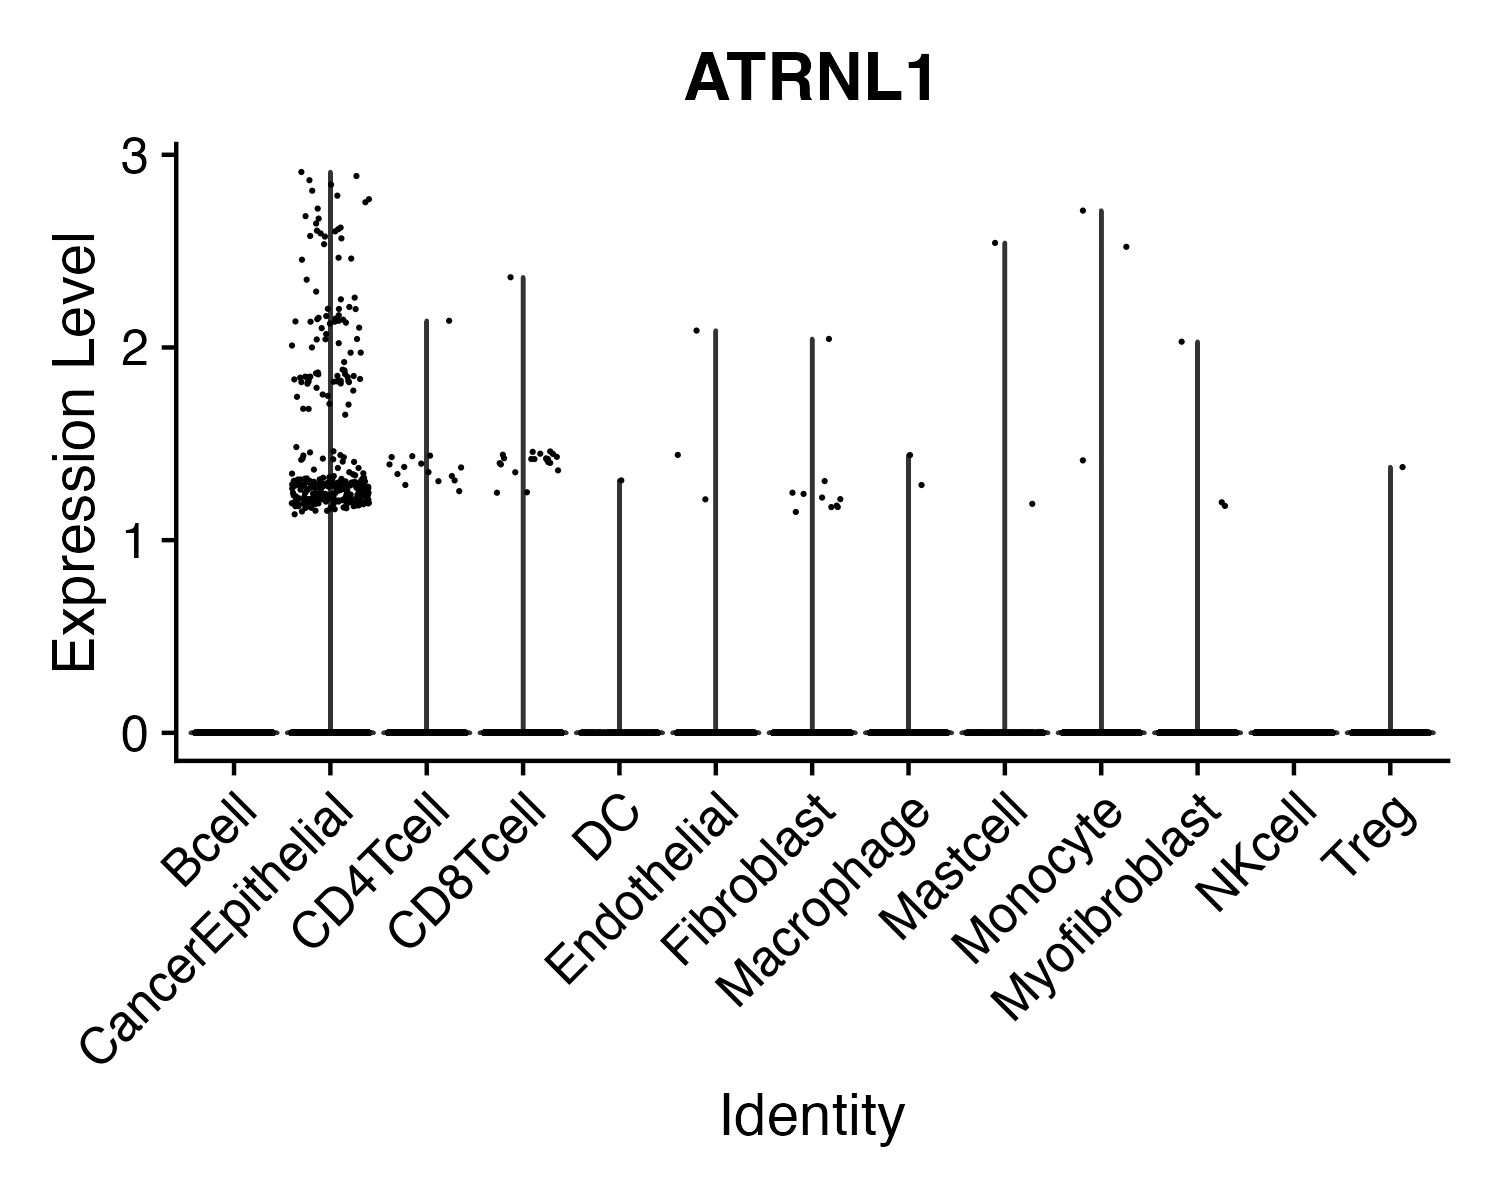 ATRNL1
Expression Level
3
2
1
0
Bcell
CancerEpithelial
CD4Tcell
CD8Tcell
DC
Endothelial
Fibroblast
Macrophage
Mastcell
Monocyte
Myofibroblast
NKcell
Treg
Identity